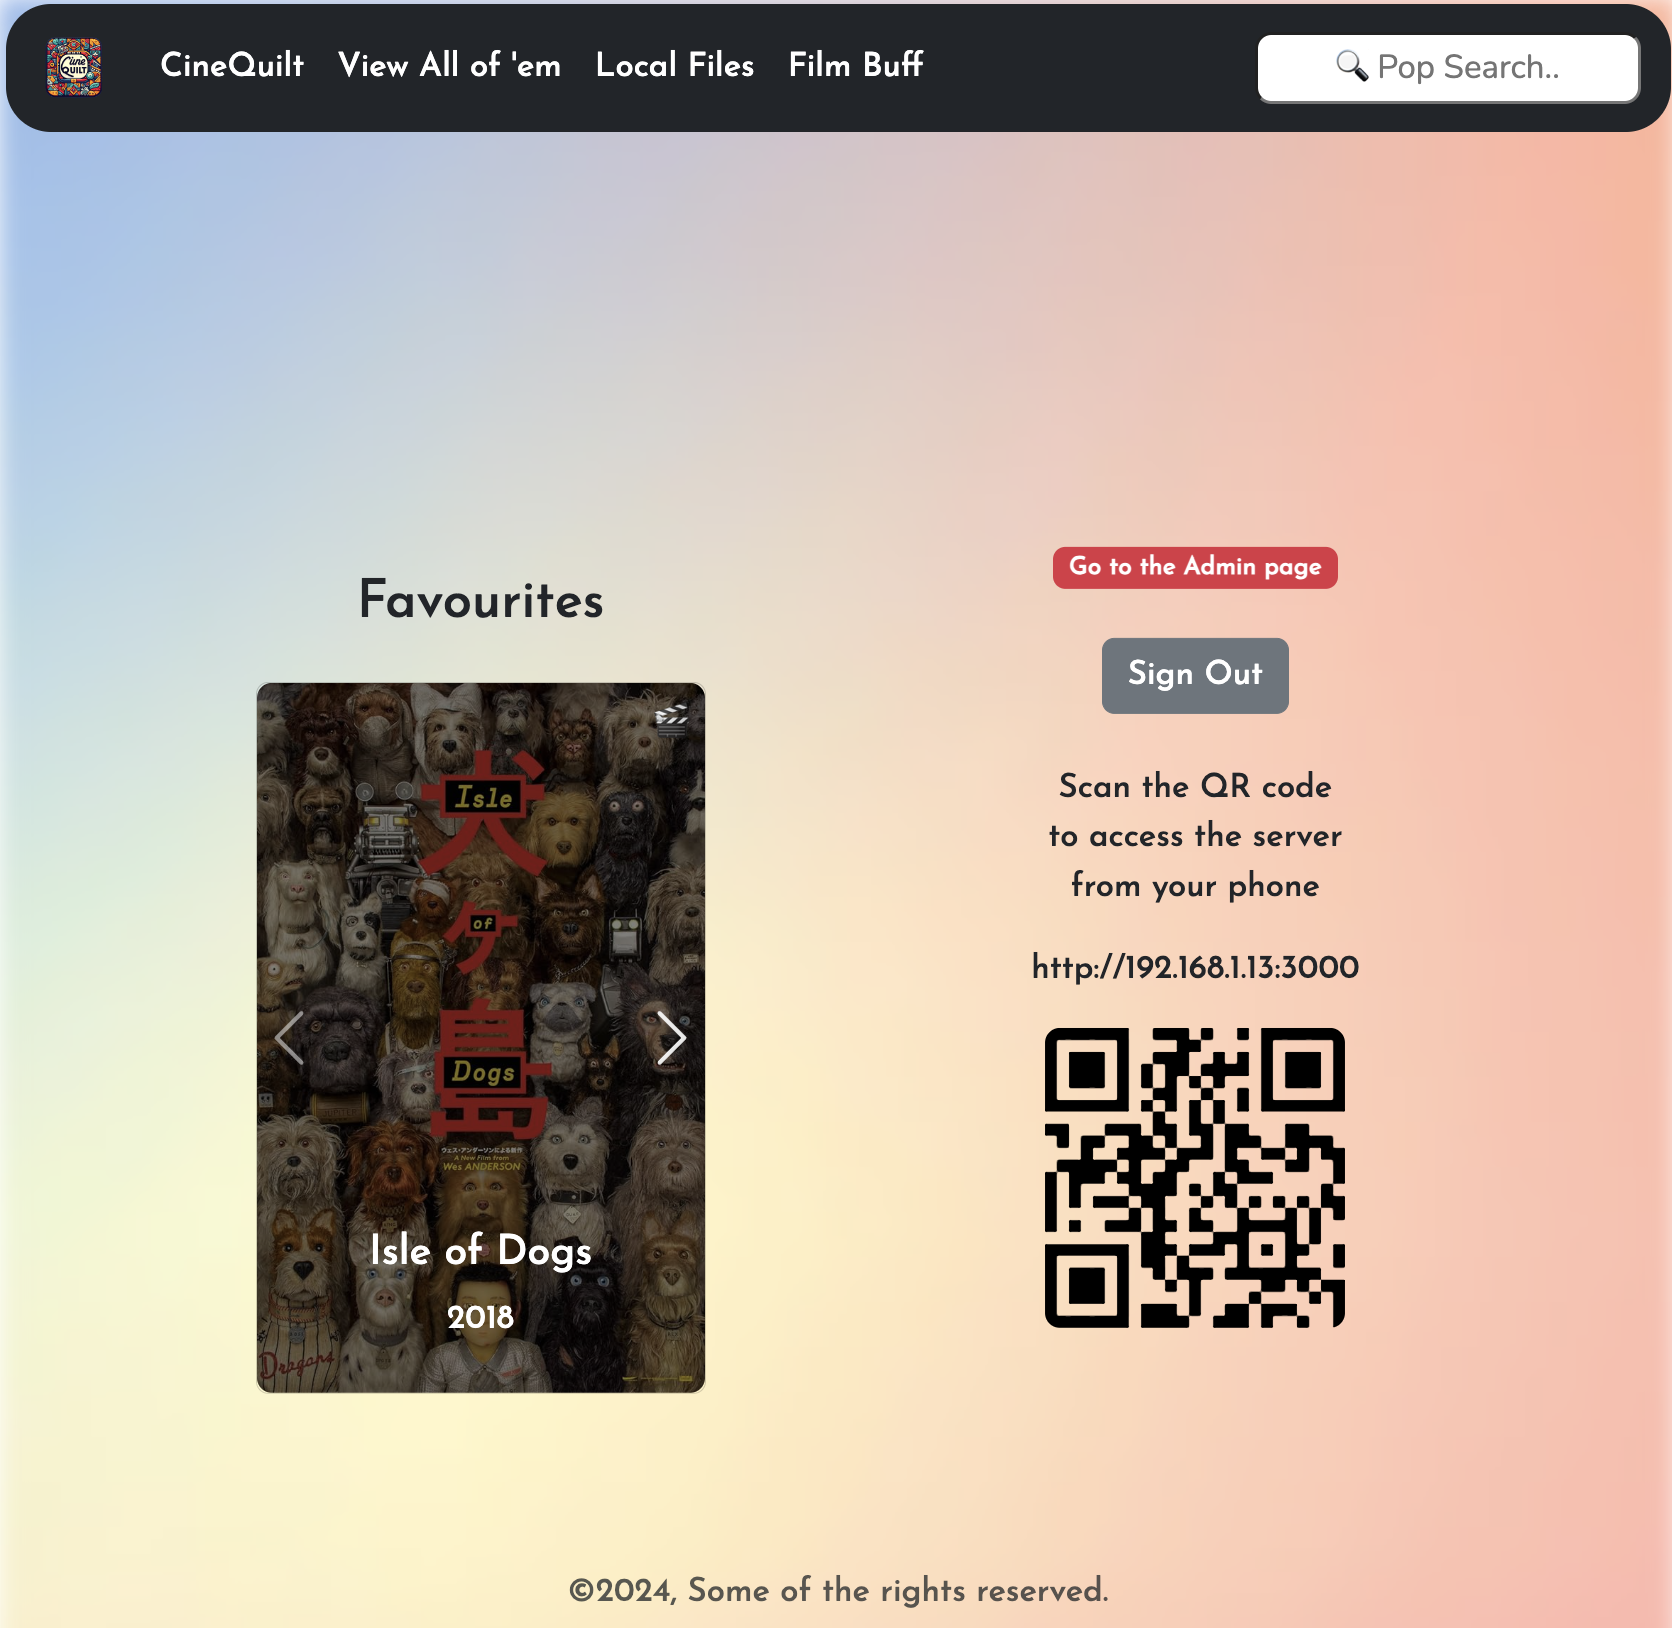 Cine
QUILT
CineQuilt
View All of 'em
Local Files
Film Buff
🔍 Pop Search..
Favourites
犬
Isle
ケ
of
島
Dogs
ウェス・アンダーソンによる新作
A New Film from
Wes ANDERSON
Isle of Dogs
2018
Dragons
Go to the Admin page
Sign Out
Scan the QR code
to access the server
from your phone
http://192.168.1.13:3000
©2024, Some of the rights reserved.